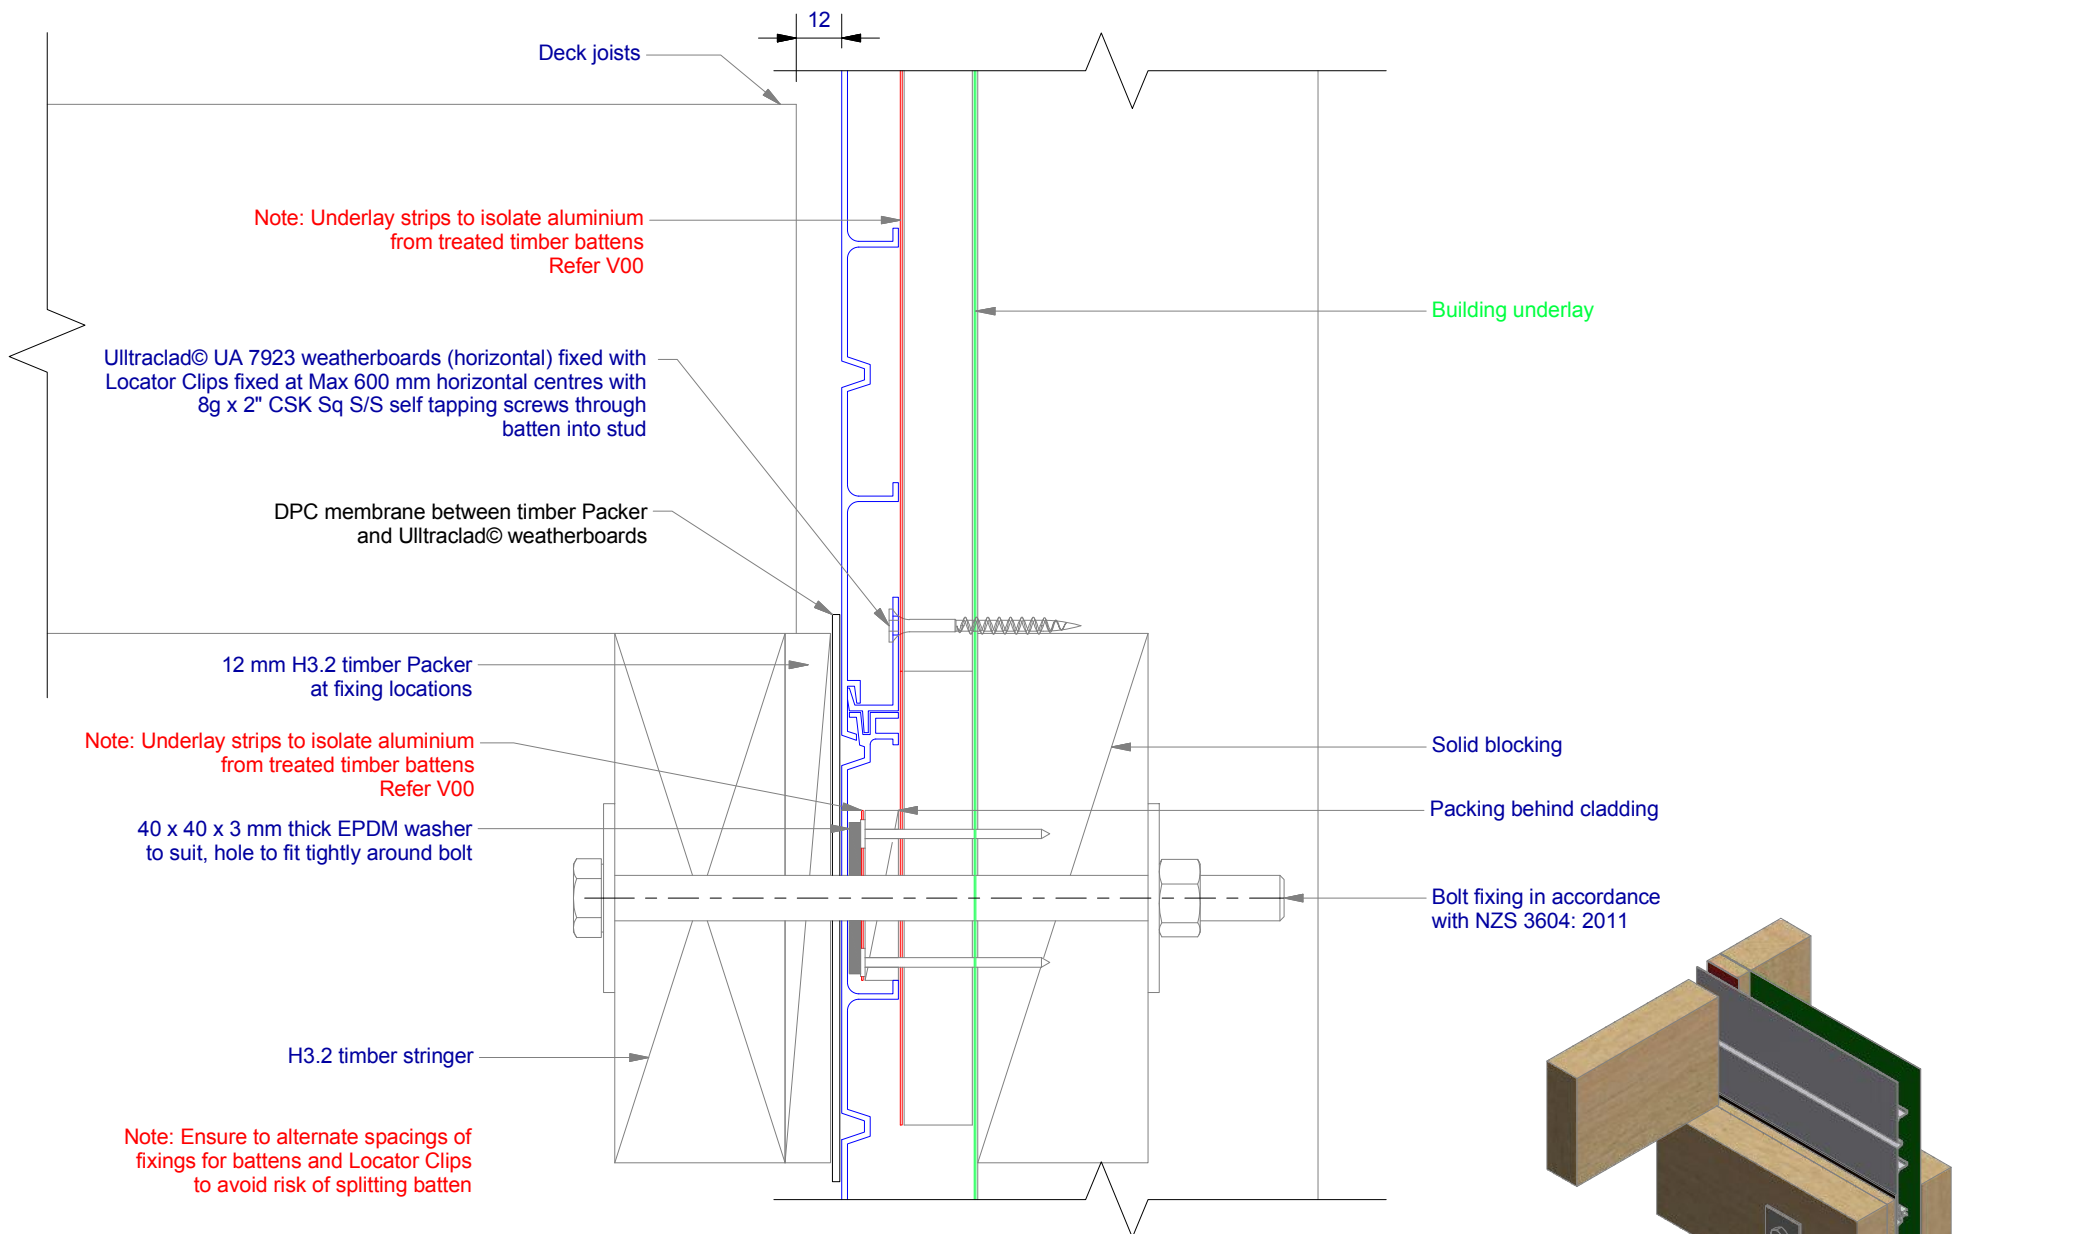 12
Deck joists
Note: Underlay strips to isolate aluminium
from treated timber battens
Refer V00
Building underlay
Ulltraclad© UA 7923 weatherboards (horizontal) fixed with
Locator Clips fixed at Max 600 mm horizontal centres with
8g x 2" CSK Sq S/S self tapping screws through
batten into stud
DPC membrane between timber Packer
and Ulltraclad© weatherboards
12 mm H3.2 timber Packer
at fixing locations
Note: Underlay strips to isolate aluminium
from treated timber battens
Refer V00
Solid blocking
Packing behind cladding
40 x 40 x 3 mm thick EPDM washer
to suit, hole to fit tightly around bolt
Bolt fixing in accordance
with NZS 3604: 2011
H3.2 timber stringer
Note: Ensure to alternate spacings of
fixings for battens and Locator Clips
to avoid risk of splitting batten